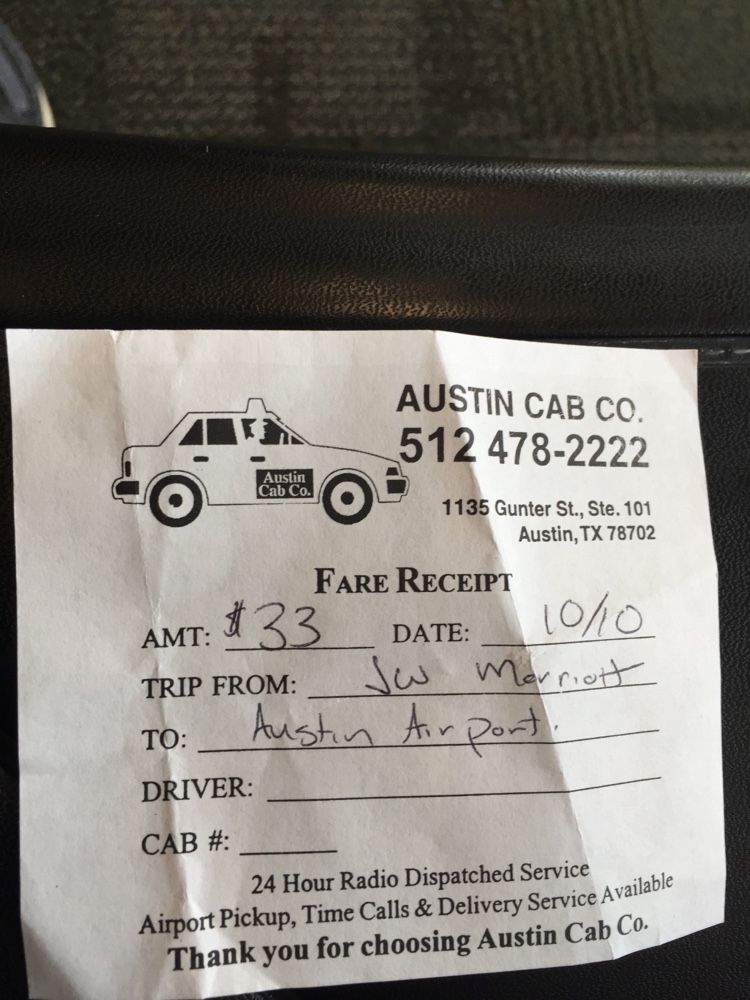 AUSTIN CAB CO.
512 478-2222
Austin
Cab Co.
1135 Gunter St., Ste. 101
Austin, TX 78702
FARE RECEIPT
AMT: $33 DATE: 10/10
TRIP FROM: JW Marriott
TO: Austin Airport.
DRIVER:
CAB #:
24 Hour Radio Dispatched Service
Airport Pickup, Time Calls & Delivery Service Available
Thank you for choosing Austin Cab Co.